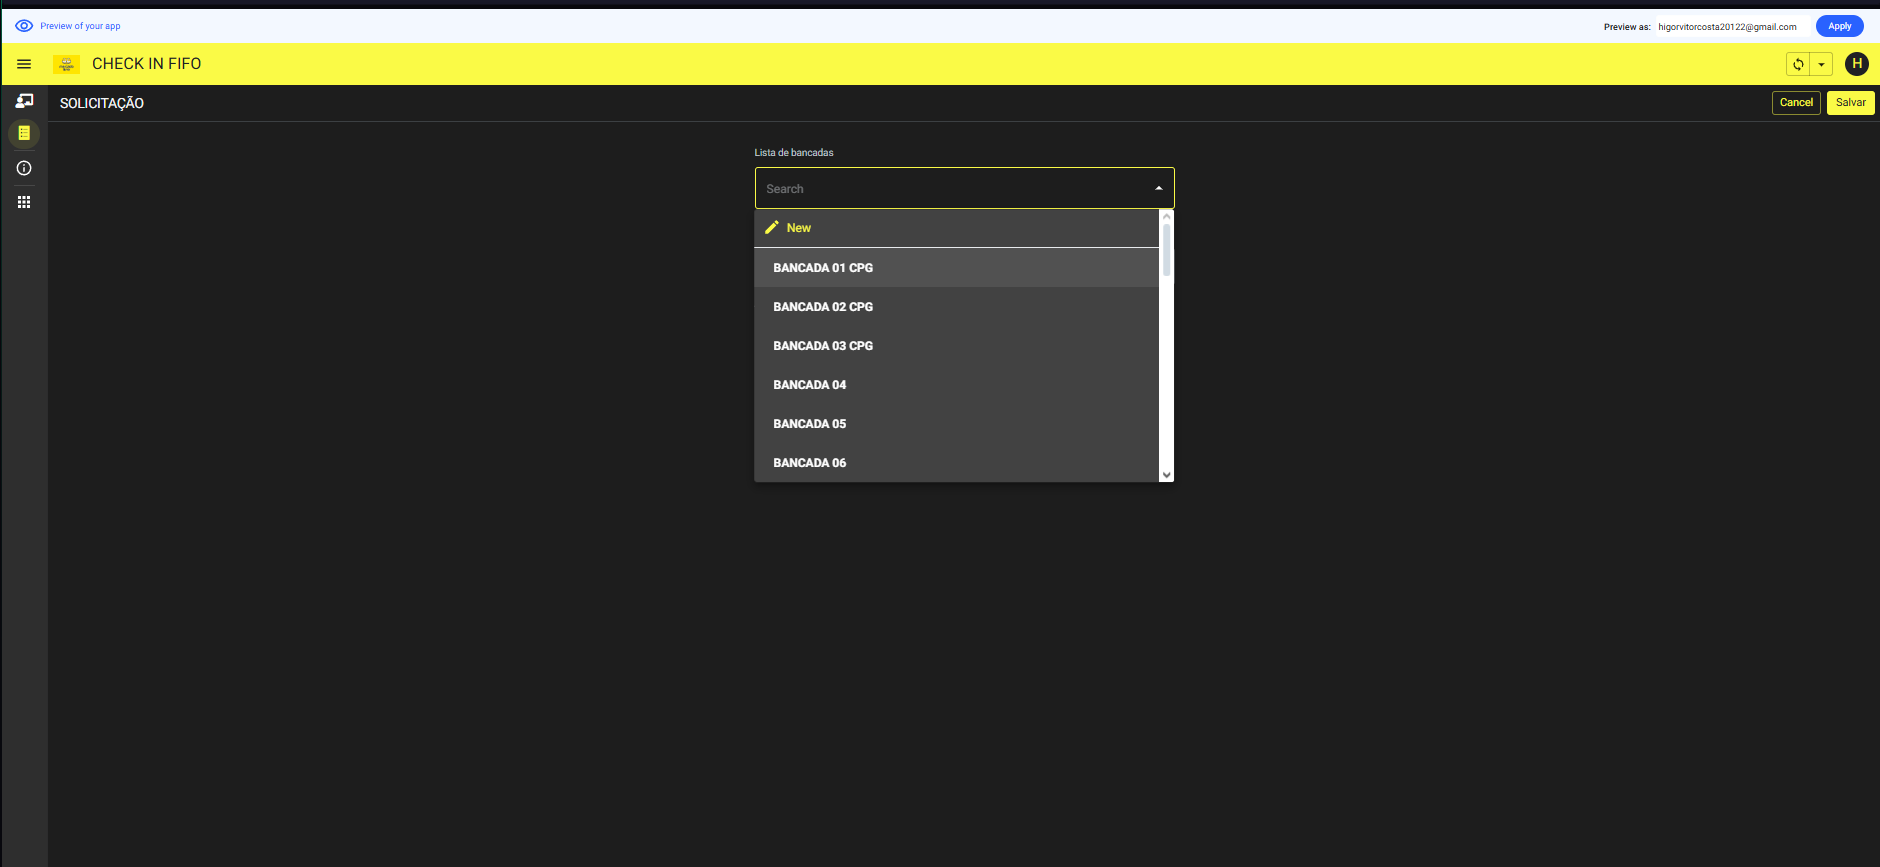 Preview of your app
Preview as: higorvitorcosta20122@gmail.com Apply
CHECK IN FIFO
H
SOLICITAÇÃO
Cancel Salvar
Lista de bancadas
Search
New
BANCADA 01 CPG
BANCADA 02 CPG
BANCADA 03 CPG
BANCADA 04
BANCADA 05
BANCADA 06